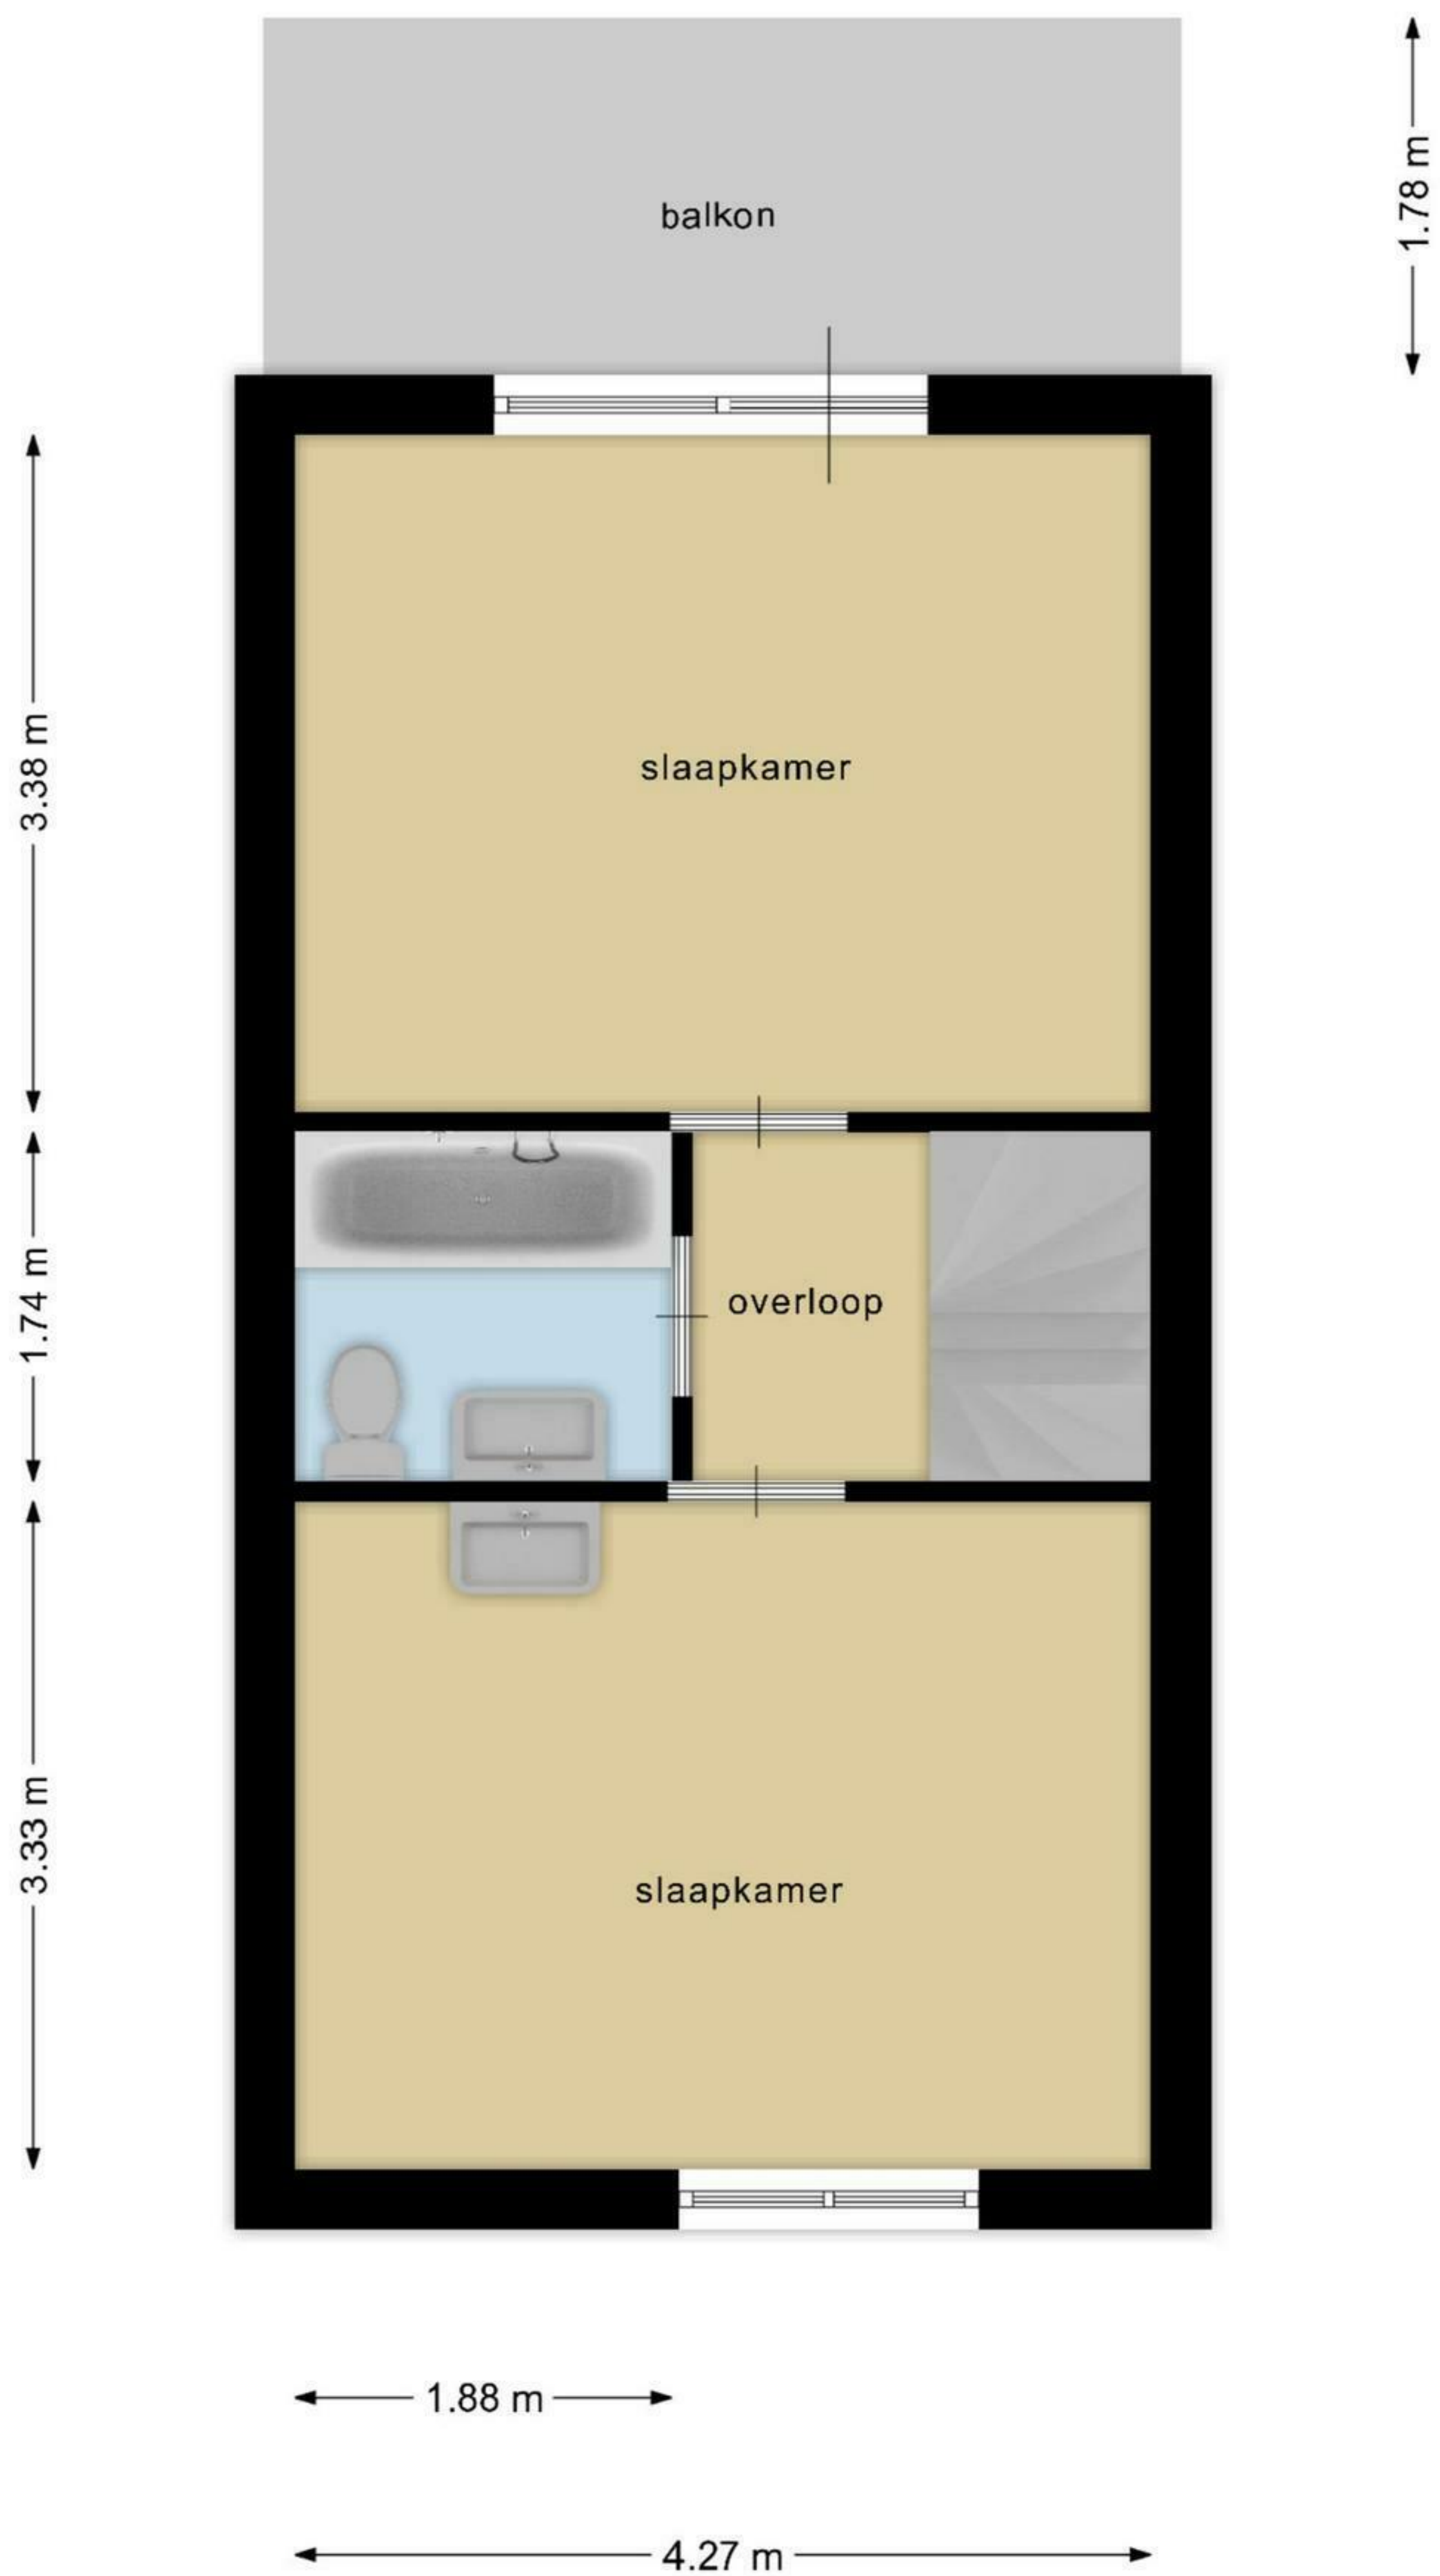 balkon
1.78 m
slaapkamer
3.38 m
overloop
1.74 m
slaapkamer
3.33 m
1.88 m
4.27 m